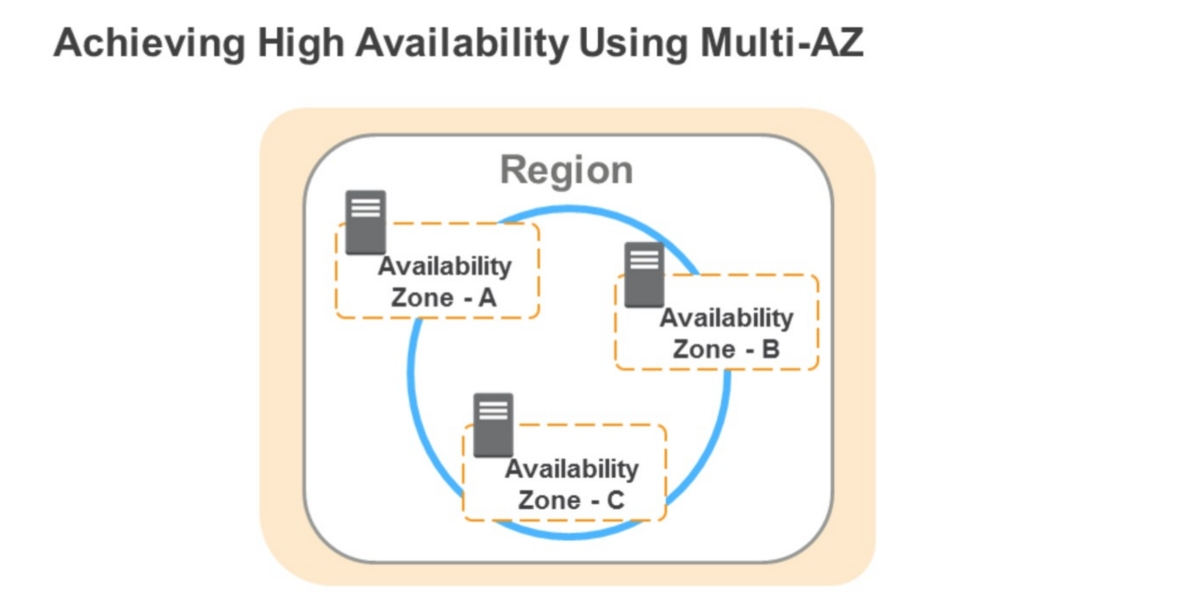 Achieving High Availability Using Multi-AZ
Region
Availability
Zone - A
Availability
Zone - B
Availability
Zone - C